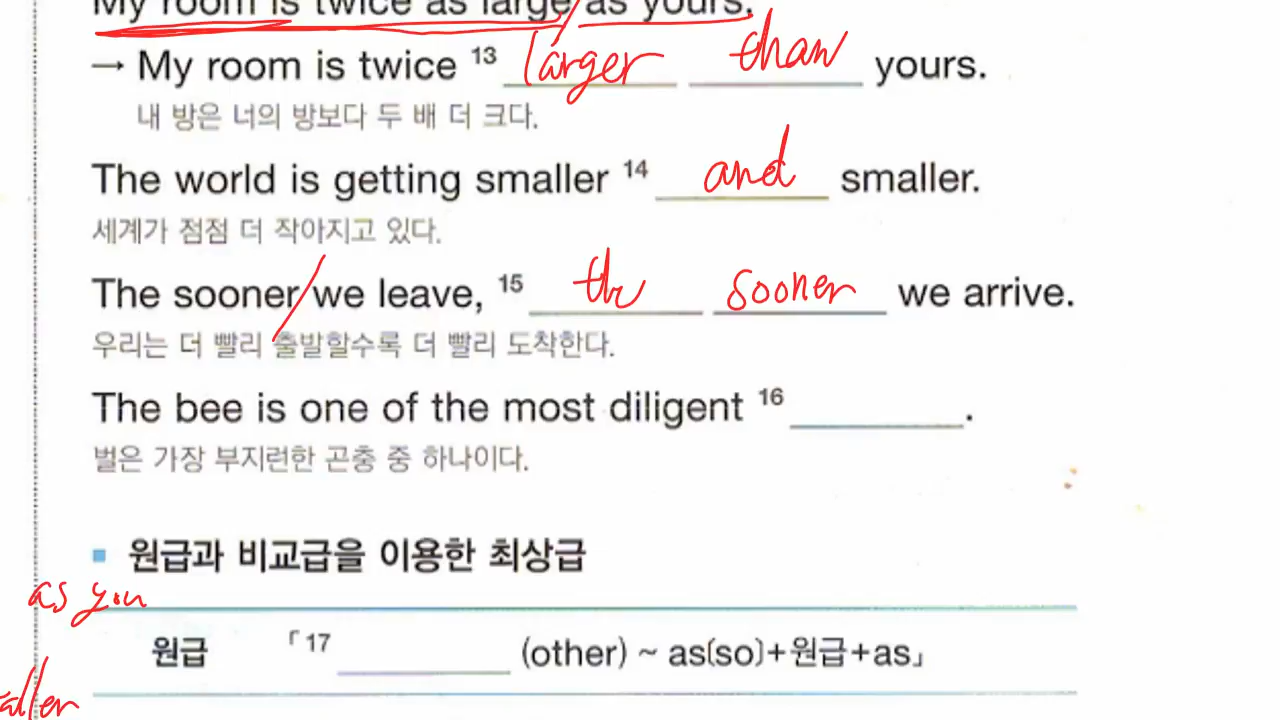 My room is twice as large/as yours.
→ My room is twice 13 larger than yours.
내 방은 너의 방보다 두 배 더 크다.
The world is getting smaller 14 and smaller.
세계가 점점 더 작아지고 있다.
The sooner/we leave, 15 the sooner we arrive.
우리는 더 빨리 출발할수록 더 빨리 도착한다.
The bee is one of the most diligent 16 ________.
벌은 가장 부지런한 곤충 중 하나이다.
■ 원급과 비교급을 이용한 최상급
as you
원급 「17 ________ (other) ~ as(so)+원급+as」